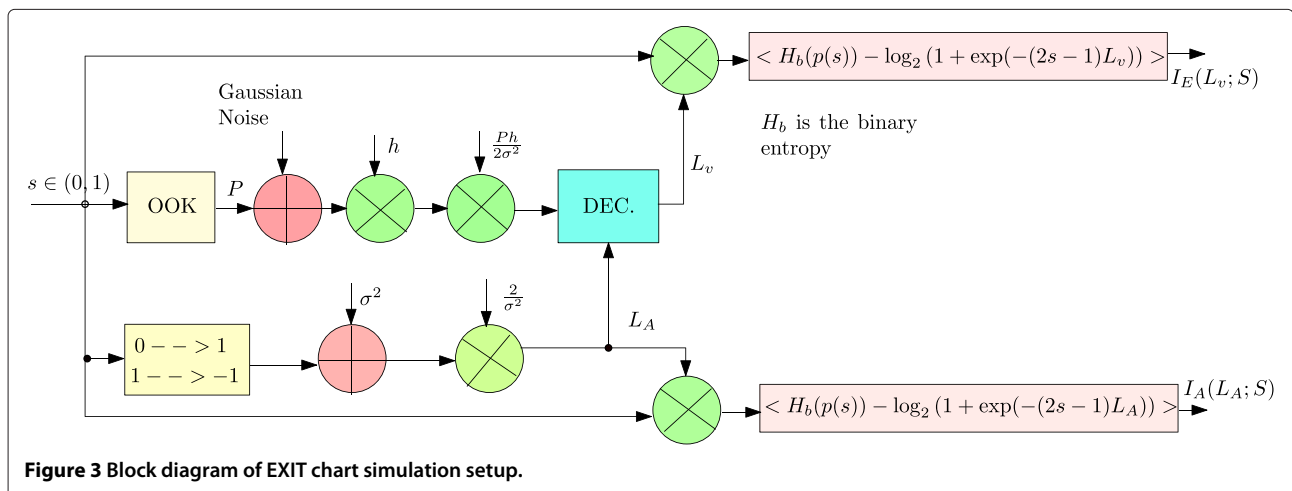 < H_b(p(s)) − log₂ (1 + exp(−(2s − 1)L_v)) >
I_E(L_v; S)
Gaussian
Noise
H_b is the binary
entropy
h
Ph/2σ²
L_v
s ∈ (0, 1)
OOK
P
DEC.
σ²
2/σ²
L_A
0 − − > 1
1 − − > −1
< H_b(p(s)) − log₂ (1 + exp(−(2s − 1)L_A)) >
I_A(L_A; S)
Figure 3 Block diagram of EXIT chart simulation setup.